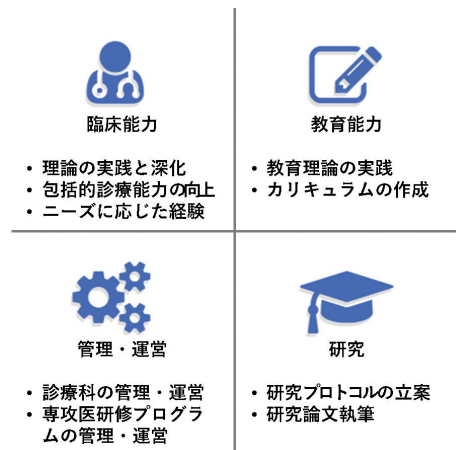 臨床能力
• 理論の実践と深化
• 包括的診療能力の向上
• ニーズに応じた経験
教育能力
• 教育理論の実践
• カリキュラムの作成
管理・運営
• 診療科の管理・運営
• 専攻医研修プログラ
ムの管理・運営
研究
• 研究プロトコルの立案
• 研究論文執筆